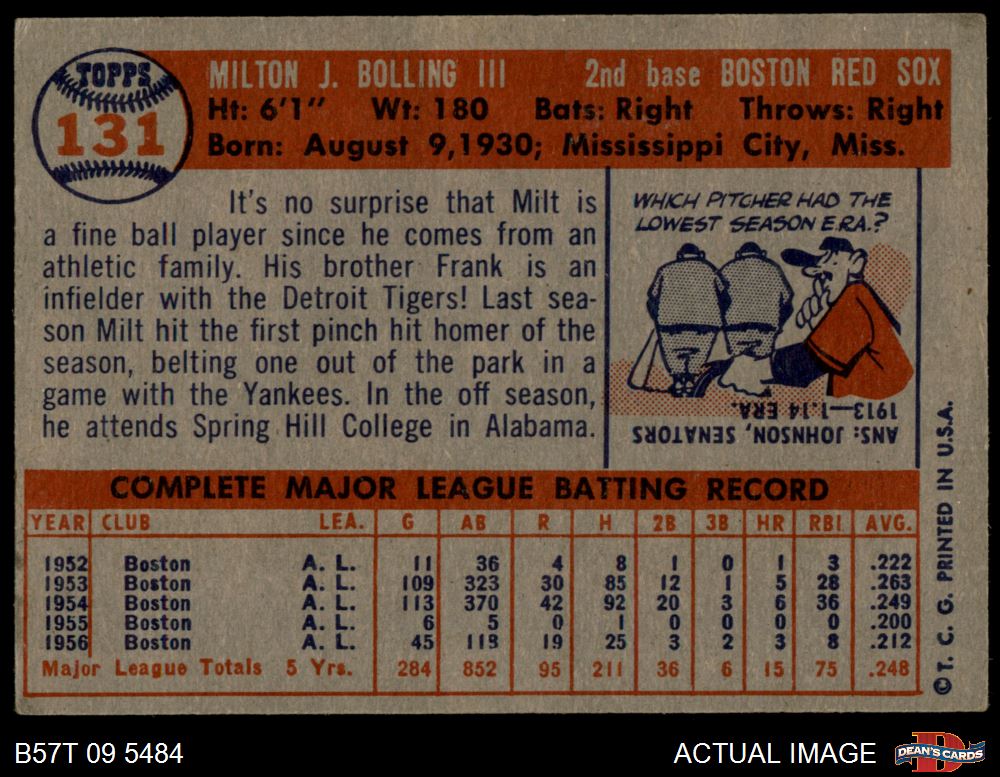 TOPPS
131
MILTON J. BOLLING III 2nd base BOSTON RED SOX
Ht: 6'1" Wt: 180 Bats: Right Throws: Right
Born: August 9, 1930; Mississippi City, Miss.
It's no surprise that Milt is
a fine ball player since he comes from an
athletic family. His brother Frank is an
infielder with the Detroit Tigers! Last sea-
son Milt hit the first pinch hit homer of the
season, belting one out of the park in a
game with the Yankees. In the off season,
he attends Spring Hill College in Alabama.
WHICH PITCHER HAD THE
LOWEST SEASON E.R.A.?
ANS: JOHNSON, SENATORS
1913—1.14 ERA.
COMPLETE MAJOR LEAGUE BATTING RECORD
YEAR CLUB LEA. G AB R H 2B 3B HR RBI AVG.
1952 Boston A. L. 11 36 4 8 1 0 1 3 .222
1953 Boston A. L. 109 323 30 85 12 1 5 28 .263
1954 Boston A. L. 113 370 42 92 20 3 6 36 .249
1955 Boston A. L. 6 5 0 1 0 0 0 0 .200
1956 Boston A. L. 45 118 19 25 3 2 3 8 .212
Major League Totals 5 Yrs. 284 852 95 211 36 6 15 75 .248
© T. C. G. PRINTED IN U.S.A.
B57T 09 5484
ACTUAL IMAGE
DEAN'S CARDS